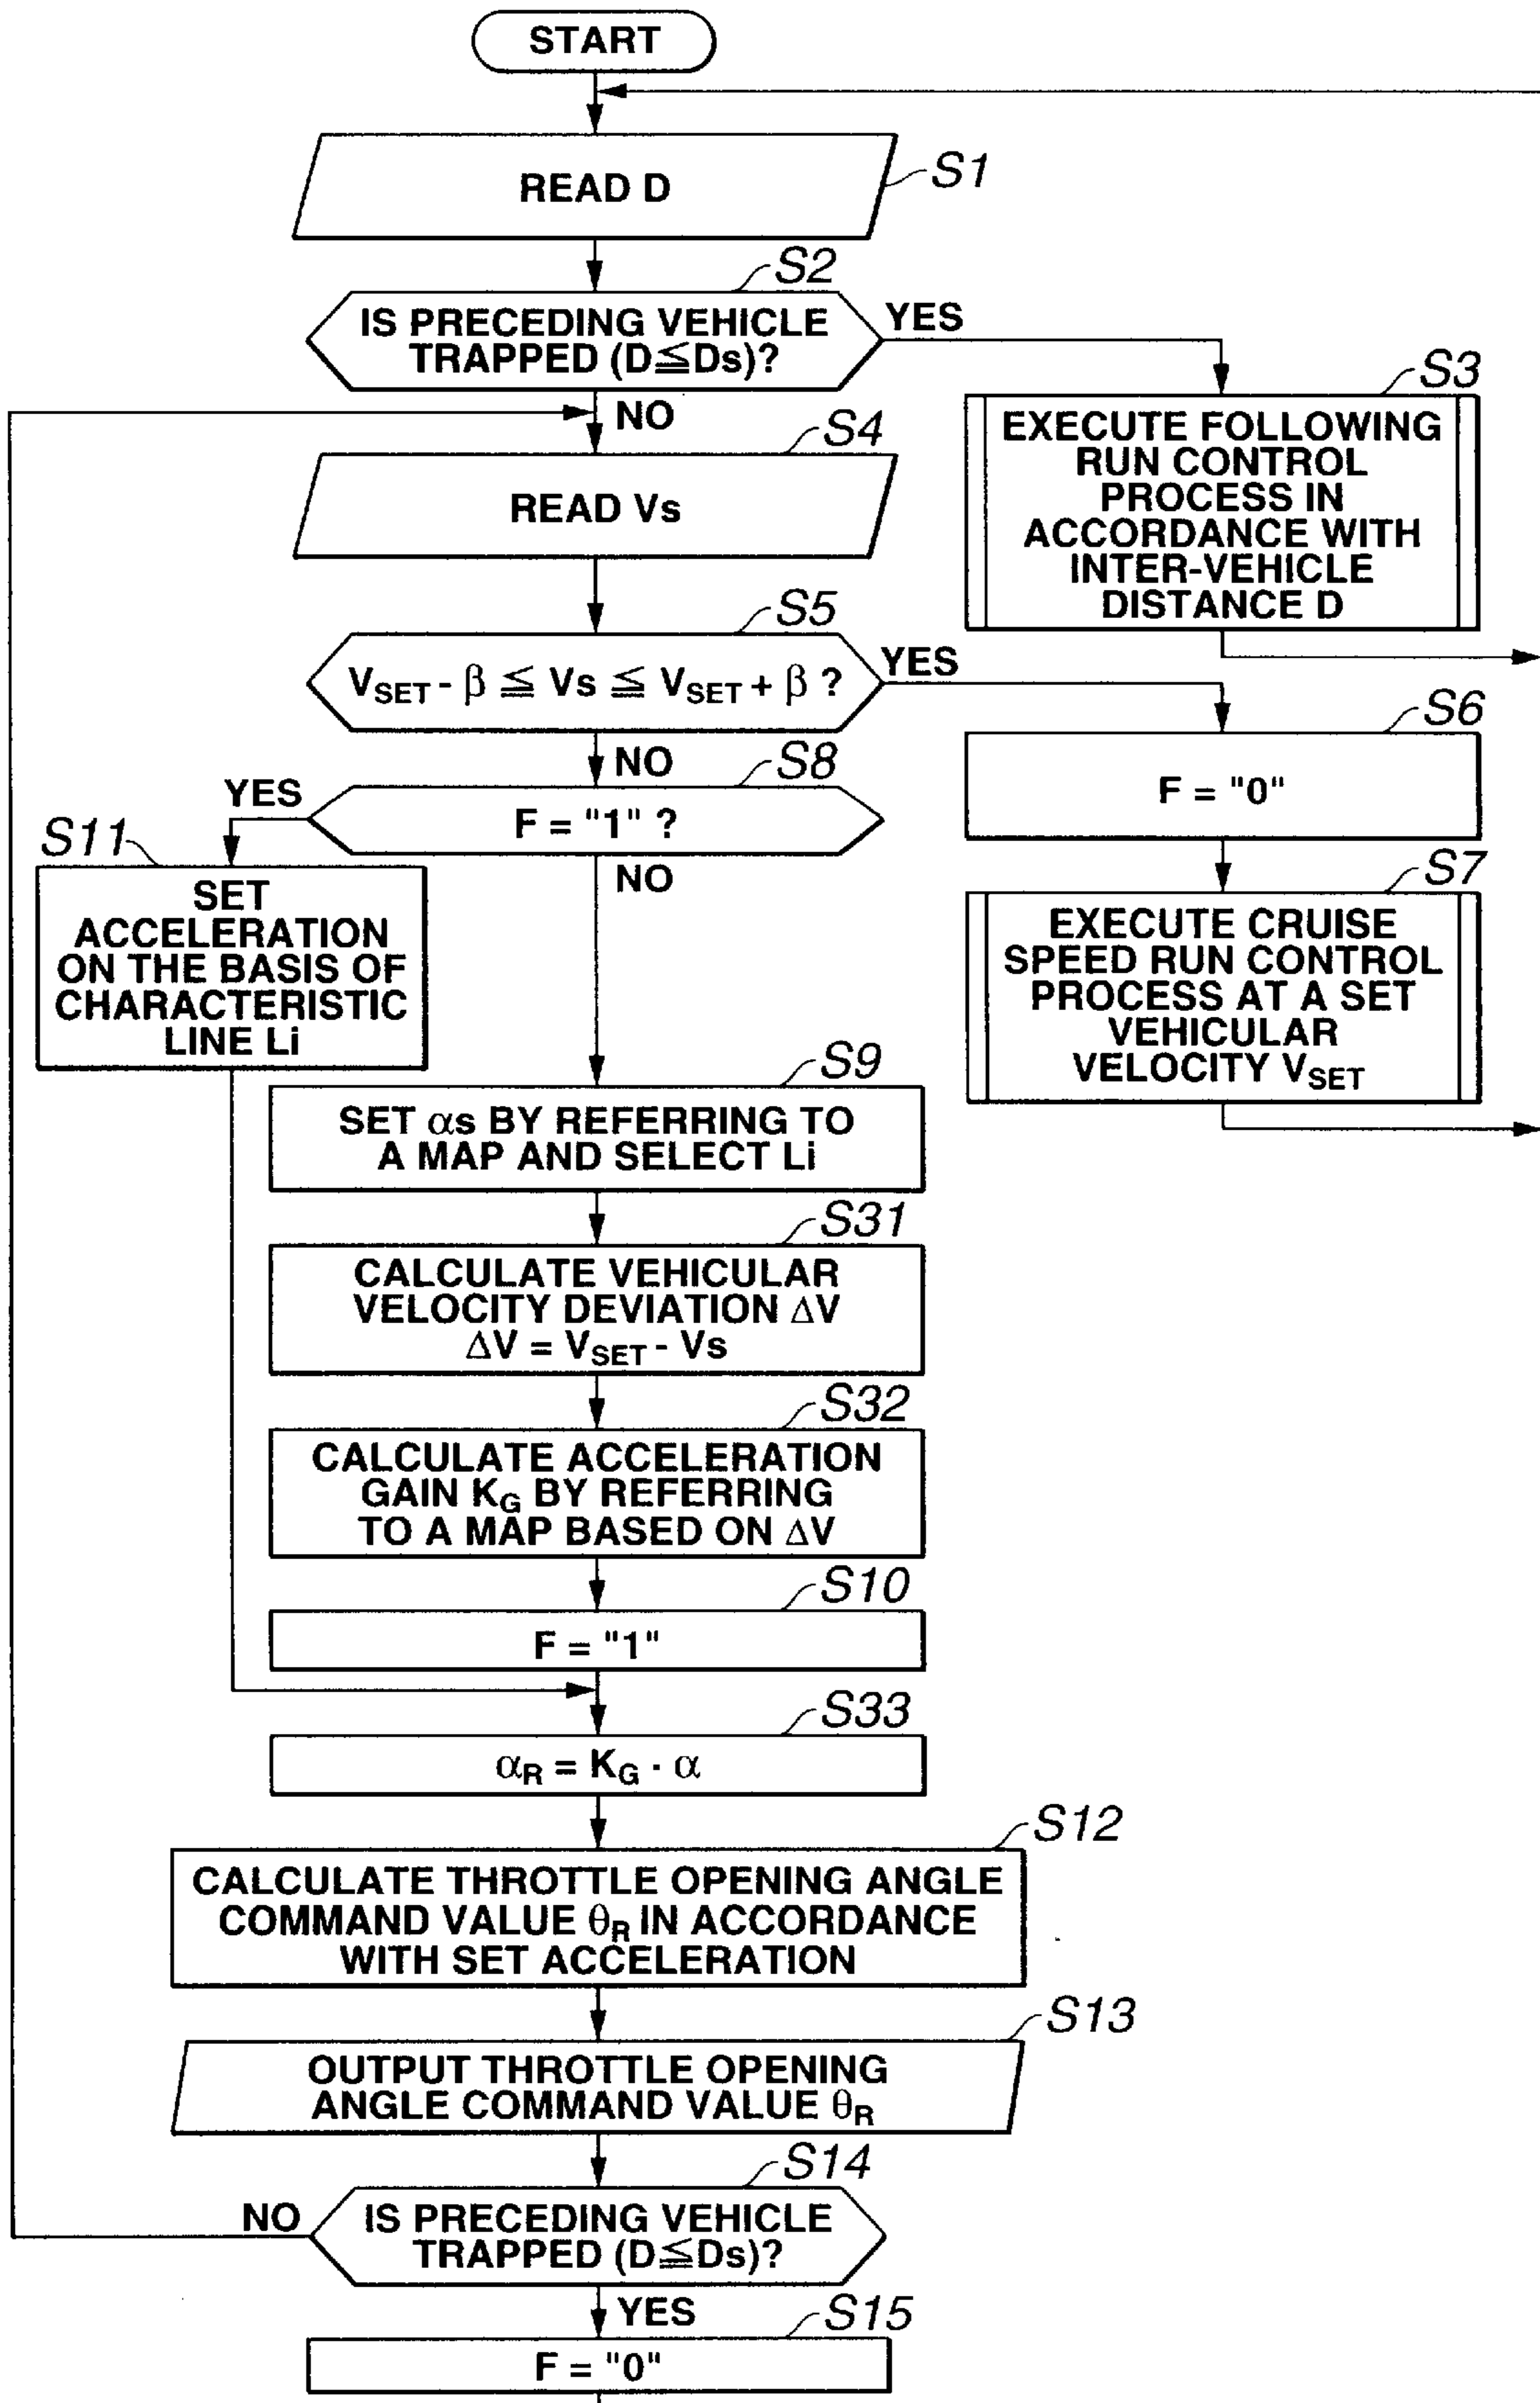 START
READ D
S1
S2
IS PRECEDING VEHICLE
TRAPPED (D≦Ds)?
YES
NO
S3
EXECUTE FOLLOWING
RUN CONTROL
PROCESS IN
ACCORDANCE WITH
INTER-VEHICLE
DISTANCE D
S4
READ Vs
S5
VSET - β ≦ Vs ≦ VSET + β ?
YES
NO
S6
F = "0"
S7
EXECUTE CRUISE
SPEED RUN CONTROL
PROCESS AT A SET
VEHICULAR
VELOCITY VSET
S8
F = "1" ?
YES
NO
S11
SET
ACCELERATION
ON THE BASIS OF
CHARACTERISTIC
LINE Li
S9
SET αs BY REFERRING TO
A MAP AND SELECT Li
S31
CALCULATE VEHICULAR
VELOCITY DEVIATION ΔV
ΔV = VSET - Vs
S32
CALCULATE ACCELERATION
GAIN KG BY REFERRING
TO A MAP BASED ON ΔV
S10
F = "1"
S33
αR = KG · α
S12
CALCULATE THROTTLE OPENING ANGLE
COMMAND VALUE θR IN ACCORDANCE
WITH SET ACCELERATION
S13
OUTPUT THROTTLE OPENING
ANGLE COMMAND VALUE θR
S14
IS PRECEDING VEHICLE
TRAPPED (D≦Ds)?
NO
YES
S15
F = "0"